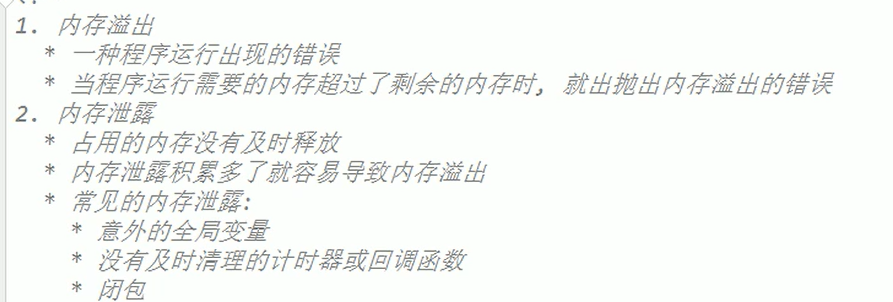 1. 内存溢出
* 一种程序运行出现的错误
* 当程序运行需要的内存超过了剩余的内存时, 就出抛出内存溢出的错误
2. 内存泄露
* 占用的内存没有及时释放
* 内存泄露积累多了就容易导致内存溢出
* 常见的内存泄露:
* 意外的全局变量
* 没有及时清理的计时器或回调函数
* 闭包